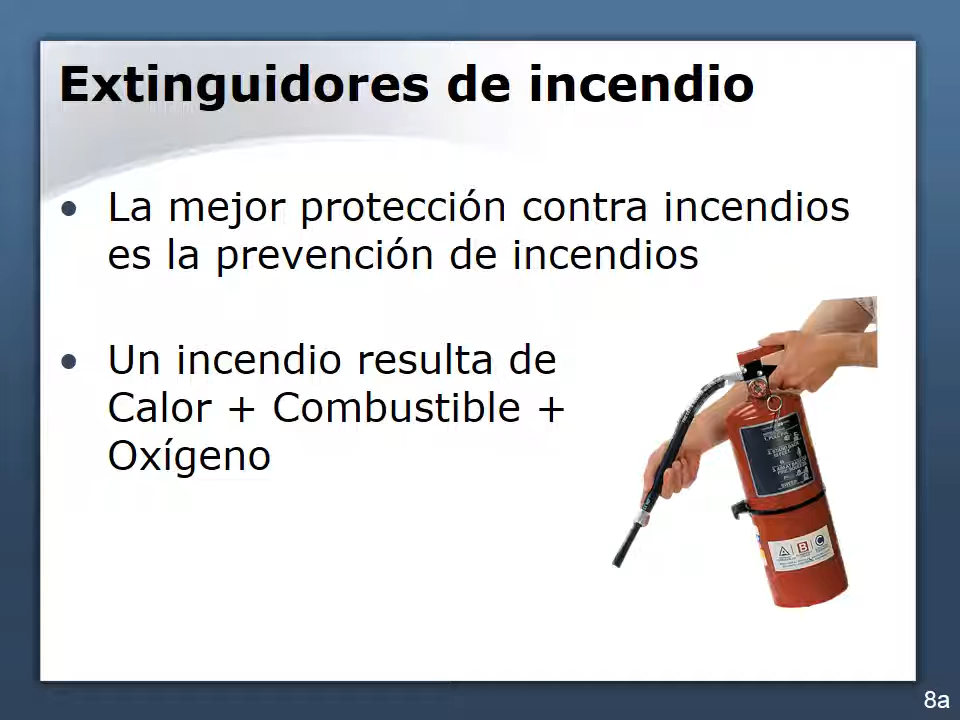 Extinguidores de incendio
• La mejor protección contra incendios
es la prevención de incendios
• Un incendio resulta de
Calor + Combustible +
Oxígeno
A B C
8a